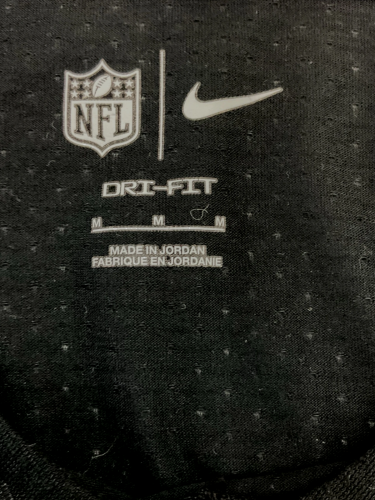 NFL
DRI-FIT
M M M
MADE IN JORDAN
FABRIQUE EN JORDANIE